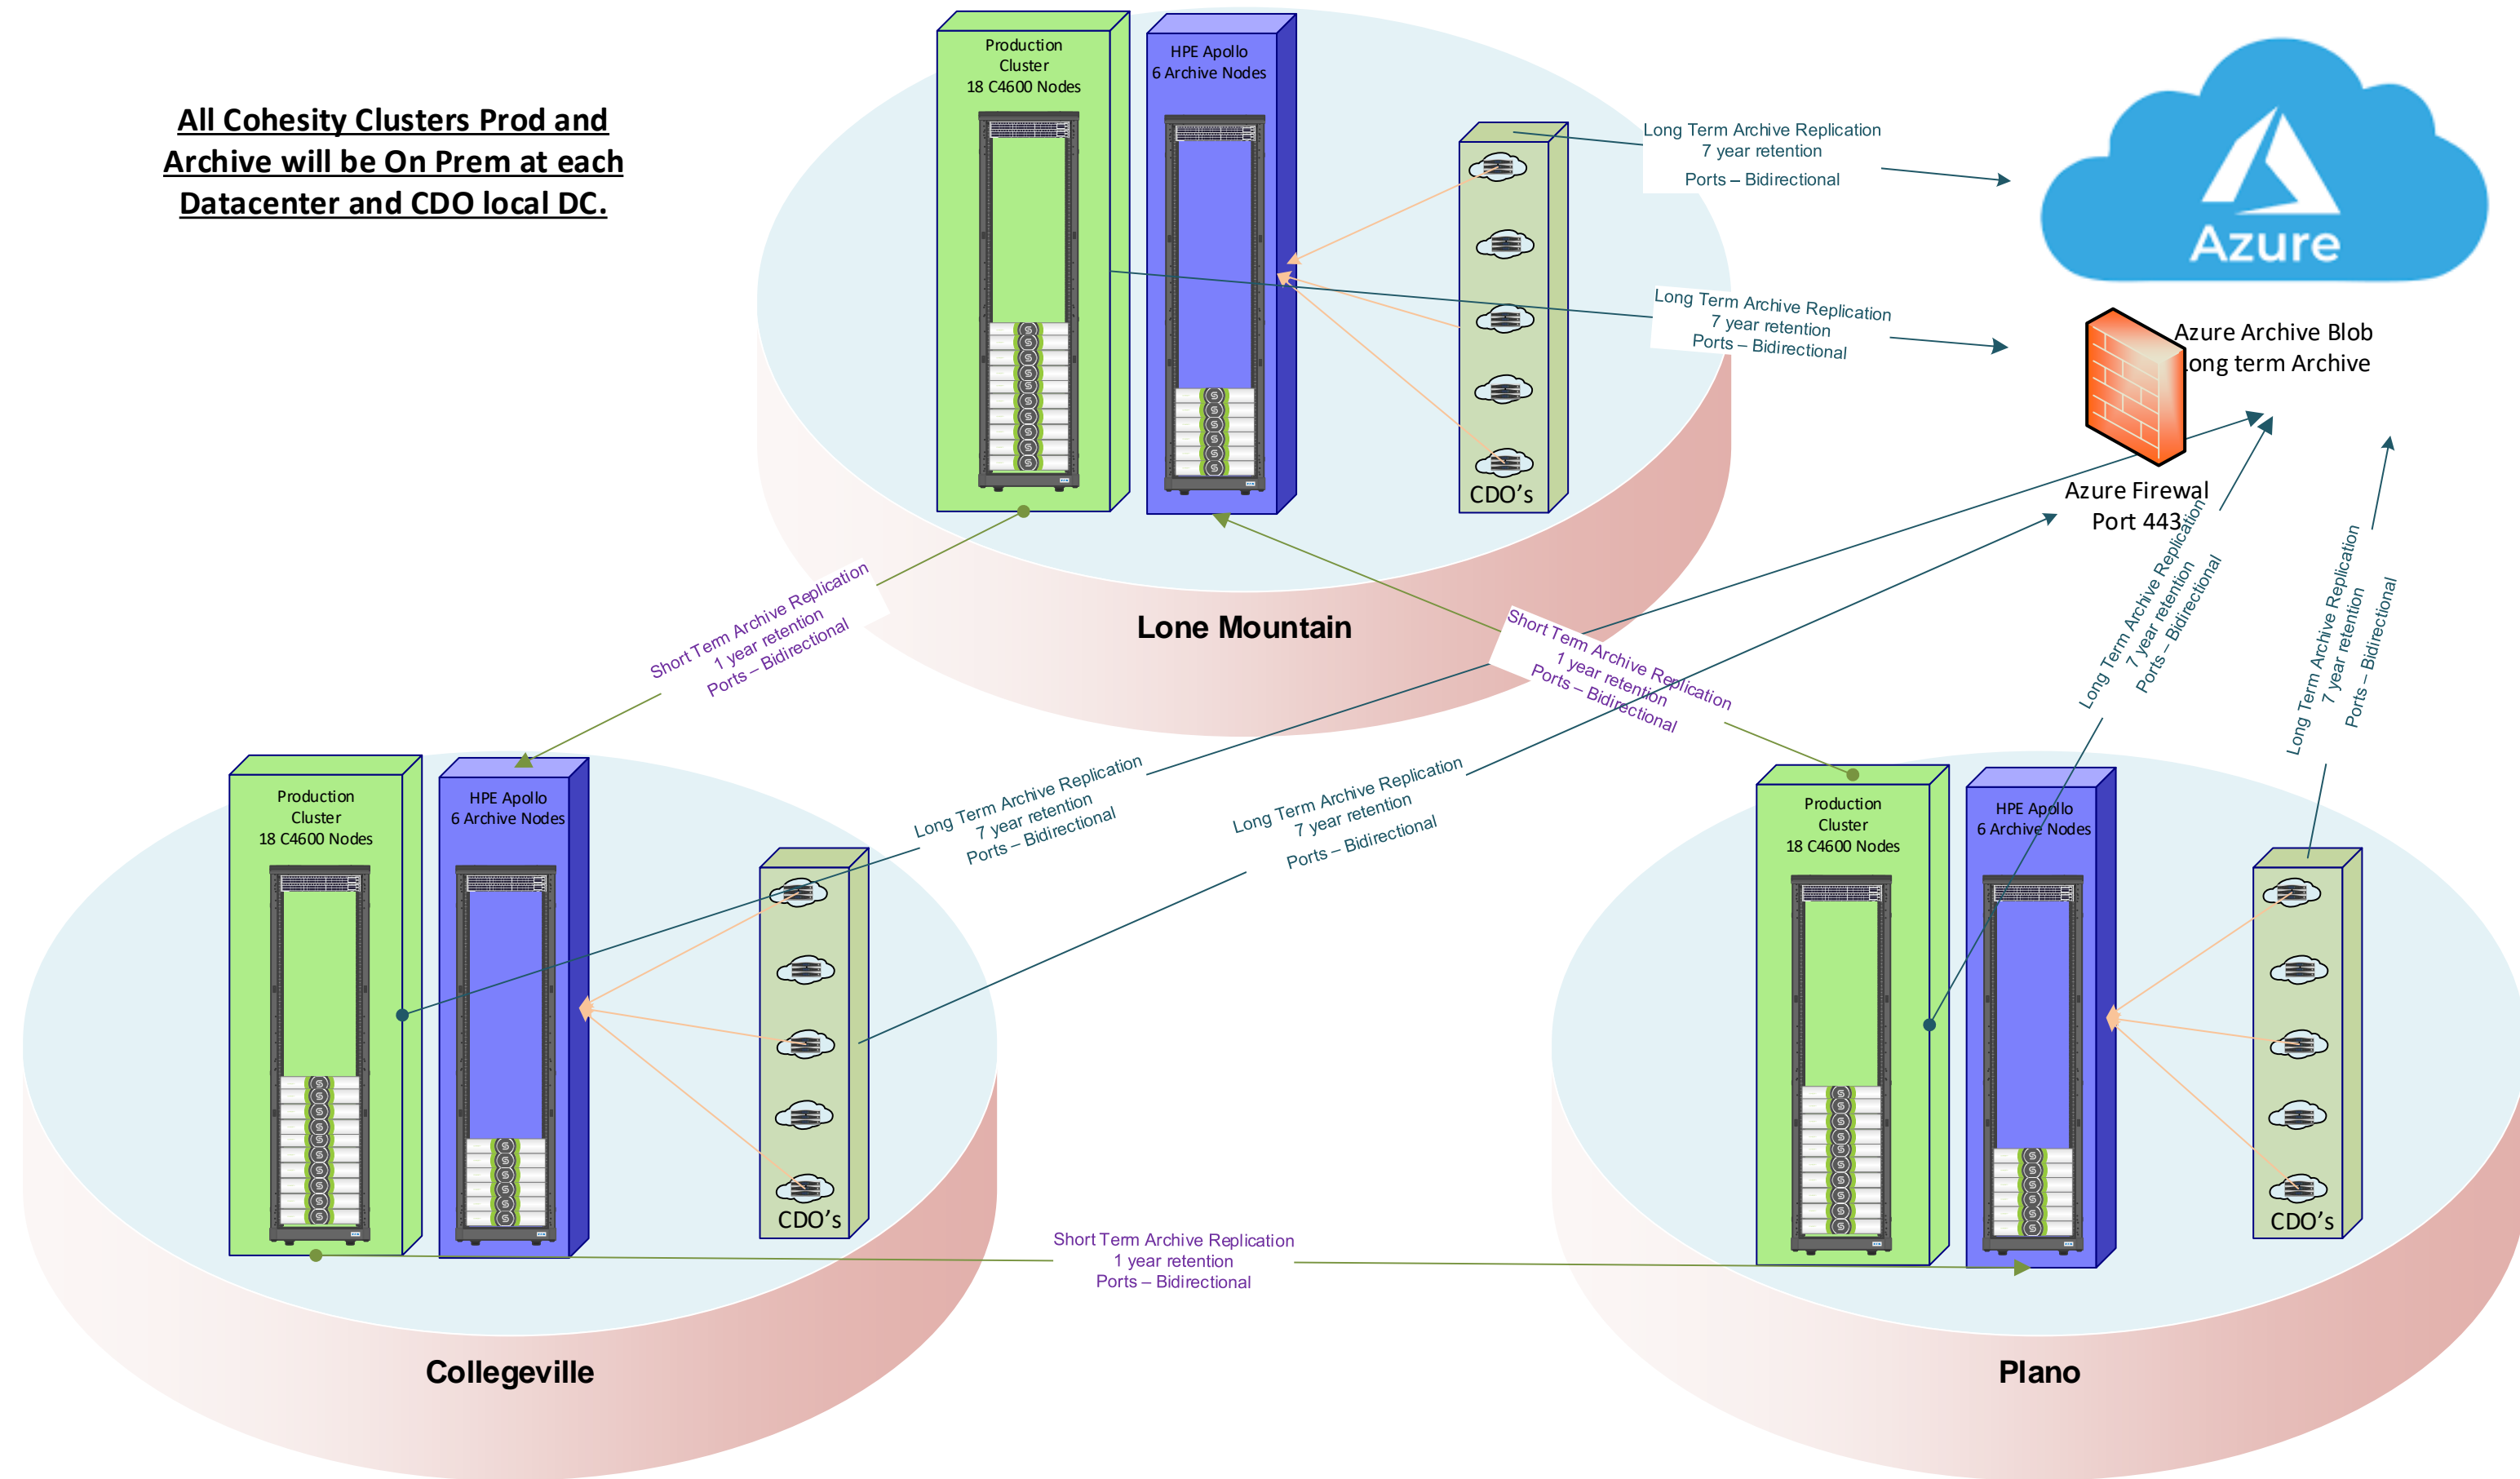 All Cohesity Clusters Prod and
Archive will be On Prem at each
Datacenter and CDO local DC.
Production
Cluster
18 C4600 Nodes
HPE Apollo
6 Archive Nodes
CDO's
Long Term Archive Replication
7 year retention
Ports – Bidirectional
Long Term Archive Replication
7 year retention
Ports – Bidirectional
Azure
Azure Archive Blob
Long term Archive
Azure Firewal
Port 443
Lone Mountain
Short Term Archive Replication
1 year retention
Ports – Bidirectional
Short Term Archive Replication
1 year retention
Ports – Bidirectional
Long Term Archive Replication
7 year retention
Ports – Bidirectional
Long Term Archive Replication
7 year retention
Ports – Bidirectional
Long Term Archive Replication
7 year retention
Ports – Bidirectional
Long Term Archive Replication
7 year retention
Ports – Bidirectional
Production
Cluster
18 C4600 Nodes
HPE Apollo
6 Archive Nodes
CDO's
Production
Cluster
18 C4600 Nodes
HPE Apollo
6 Archive Nodes
CDO's
Short Term Archive Replication
1 year retention
Ports – Bidirectional
Collegeville
Plano